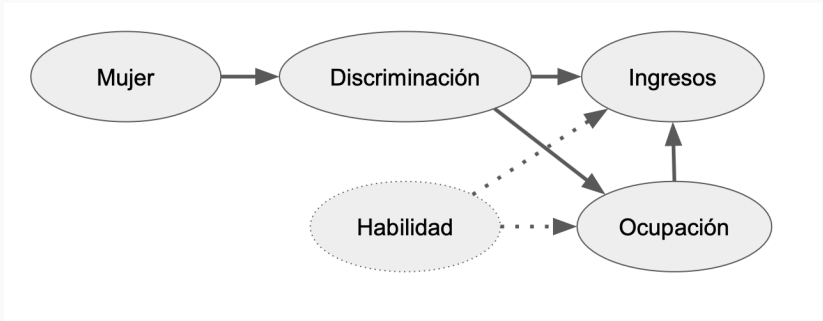 Mujer
Discriminación
Ingresos
Habilidad
Ocupación